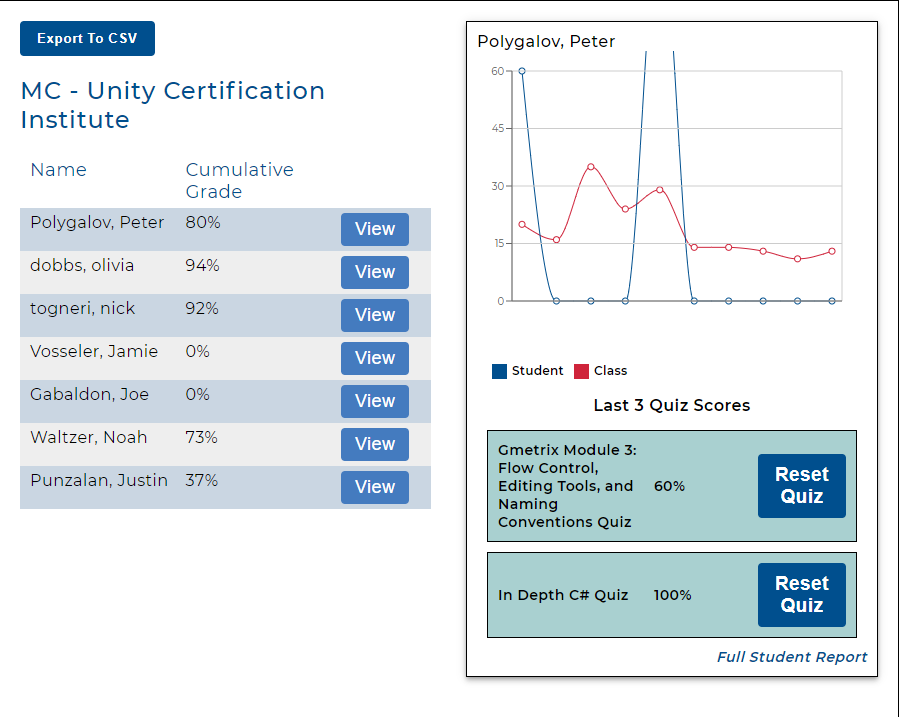 Export To CSV
MC - Unity Certification
Institute
Name
Cumulative
Grade
Polygalov, Peter 80% View
dobbs, olivia 94% View
togneri, nick 92% View
Vosseler, Jamie 0% View
Gabaldon, Joe 0% View
Waltzer, Noah 73% View
Punzalan, Justin 37% View
Polygalov, Peter
60
45
30
15
0
Student Class
Last 3 Quiz Scores
Gmetrix Module 3:
Flow Control,
Editing Tools, and
Naming
Conventions Quiz
60%
Reset
Quiz
In Depth C# Quiz 100%
Reset
Quiz
Full Student Report